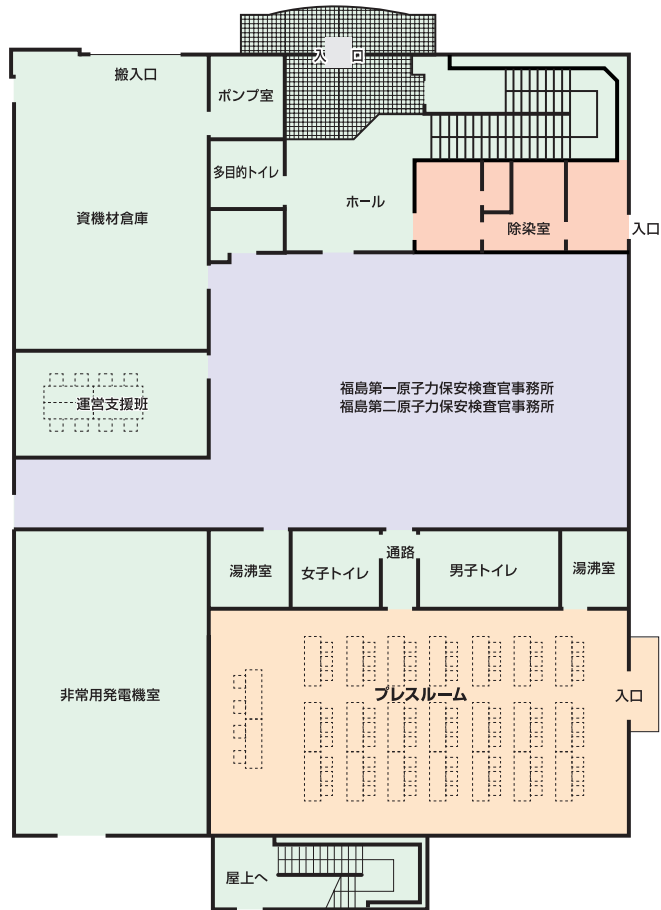 入口
搬入口
ポンプ室
多目的トイレ
ホール
資機材倉庫
除染室
入口
運営支援班
福島第一原子力保安検査官事務所
福島第二原子力保安検査官事務所
湯沸室
女子トイレ
通路
男子トイレ
湯沸室
非常用発電機室
プレスルーム
入口
屋上へ